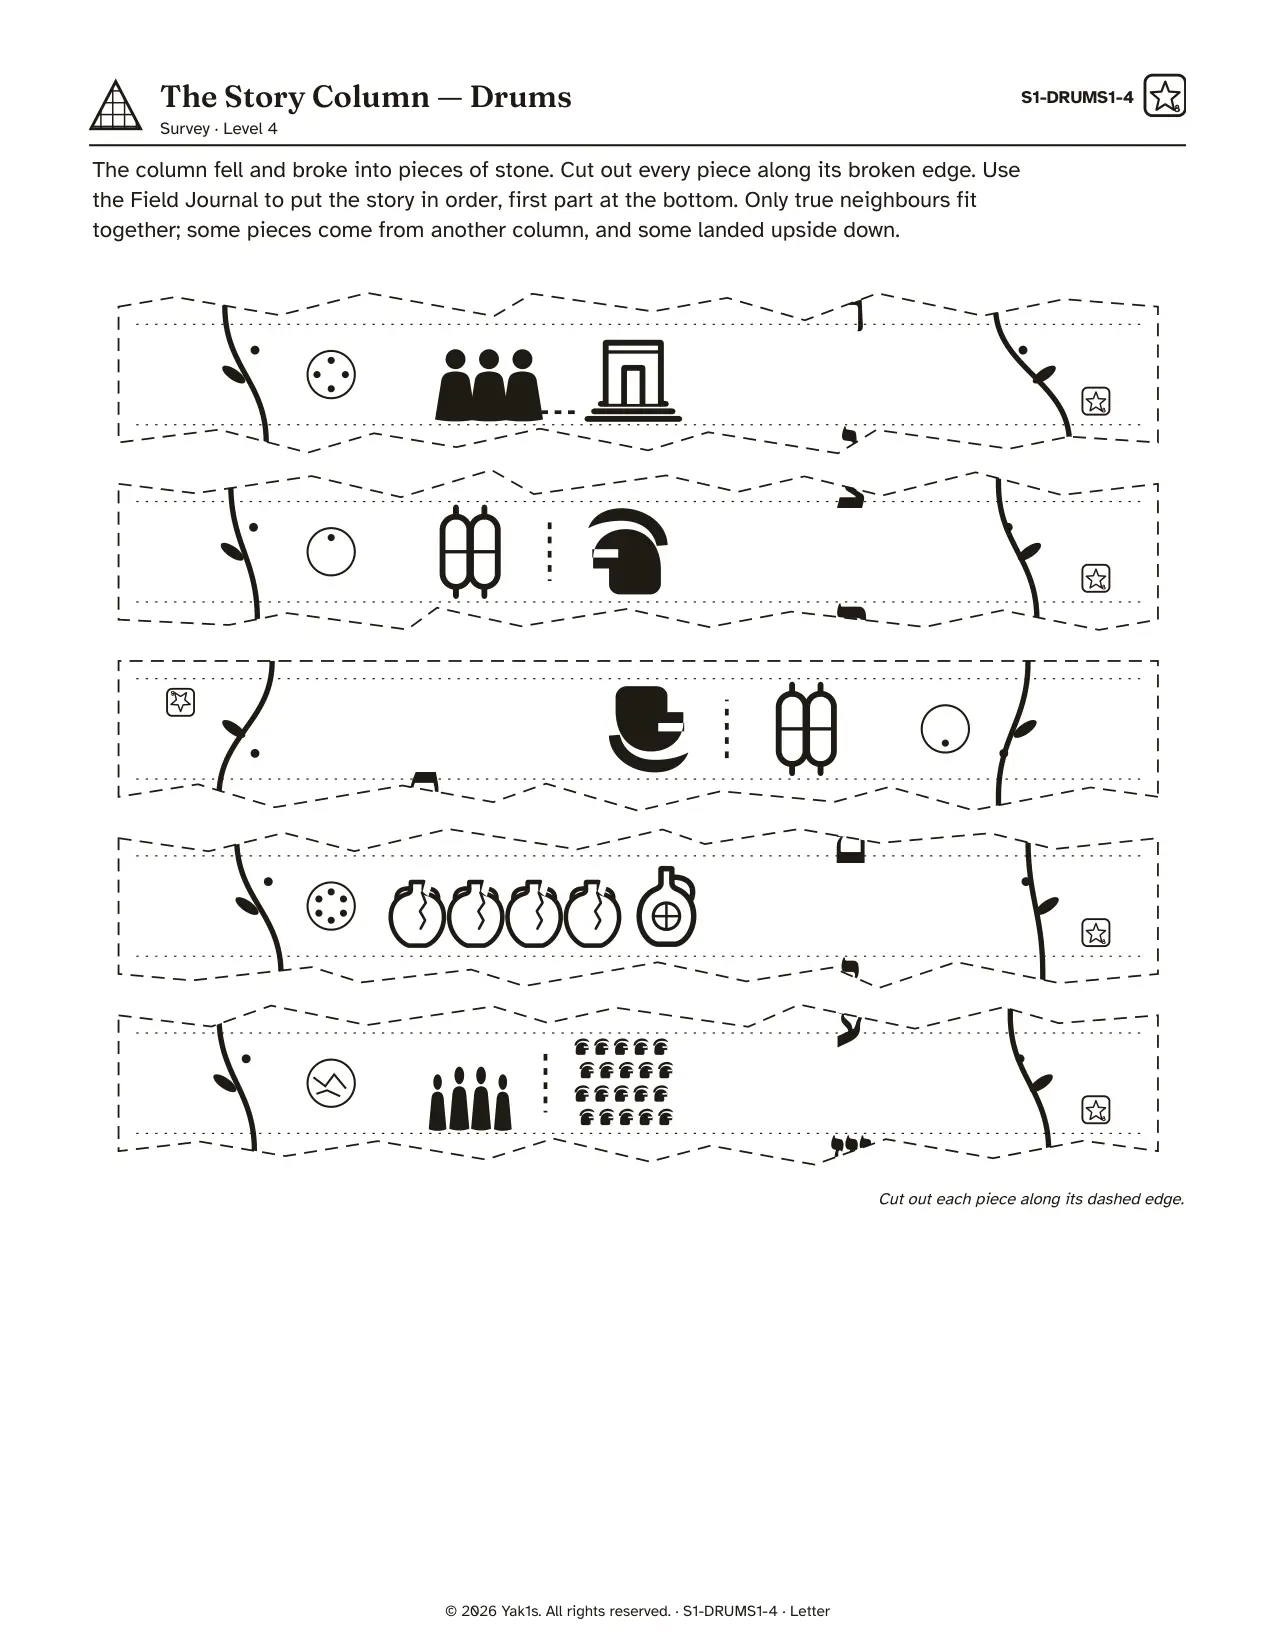 The Story Column — Drums
Survey · Level 4
S1-DRUMS1-4
The column fell and broke into pieces of stone. Cut out every piece along its broken edge. Use
the Field Journal to put the story in order, first part at the bottom. Only true neighbours fit
together; some pieces come from another column, and some landed upside down.
Cut out each piece along its dashed edge.
© 2026 Yak1s. All rights reserved. · S1-DRUMS1-4 · Letter